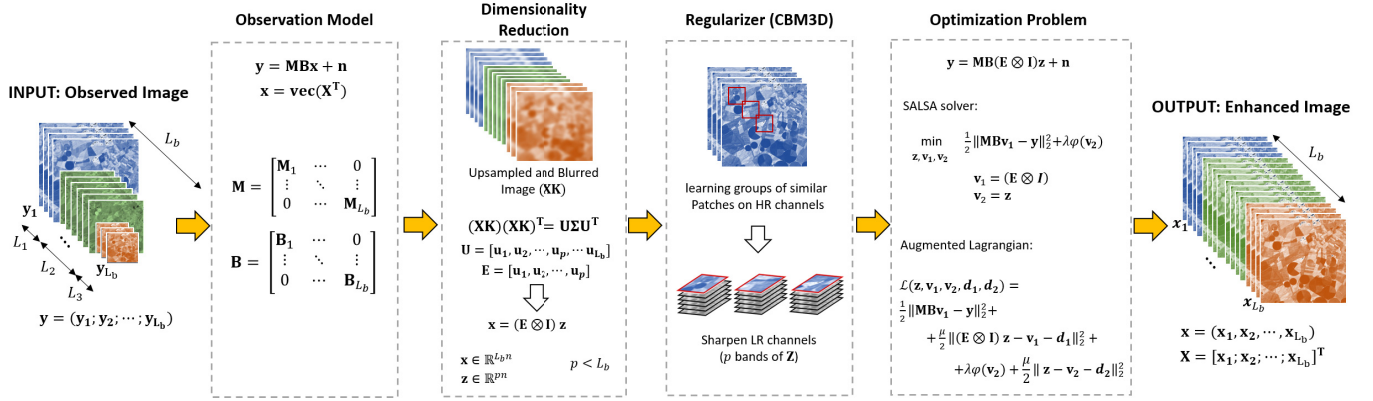 INPUT: Observed Image
L_b
y_1
L_1
L_2
L_3
⋱
y_{L_b}
y = (y_1; y_2; ⋯ ; y_{L_b})
Observation Model
y = MBx + n
x = vec(X^T)
M = [M_1 ⋯ 0
⋮ ⋱ ⋮
0 ⋯ M_{L_b}]
B = [B_1 ⋯ 0
⋮ ⋱ ⋮
0 ⋯ B_{L_b}]
Dimensionality
Reduction
Upsampled and Blurred
Image (XK)
(XK)(XK)^T = UΣU^T
U = [u_1, u_2, ⋯, u_p, ⋯ u_{L_b}]
E = [u_1, u_:, ⋯, u_p]
x = (E ⊗ I) z
x ∈ ℝ^{L_b n}
z ∈ ℝ^{pn}
p < L_b
Regularizer (CBM3D)
learning groups of similar
Patches on HR channels
Sharpen LR channels
(p bands of Z)
Optimization Problem
y = MB(E ⊗ I)z + n
SALSA solver:
min_{z, v_1, v_2} 1/2 ‖MBv_1 − y‖_2^2 + λφ(v_2)
v_1 = (E ⊗ I)
v_2 = z
Augmented Lagrangian:
ℒ(z, v_1, v_2, d_1, d_2) =
1/2 ‖MBv_1 − y‖_2^2 +
+ μ/2 ‖(E ⊗ I) z − v_1 − d_1‖_2^2 +
+λφ(v_2) + μ/2 ‖ z − v_2 − d_2‖_2^2
OUTPUT: Enhanced Image
L_b
x_1
⋱
x_{L_b}
x = (x_1, x_2, ⋯ , x_{L_b})
X = [x_1; x_2; ⋯ ; x_{L_b}]^T